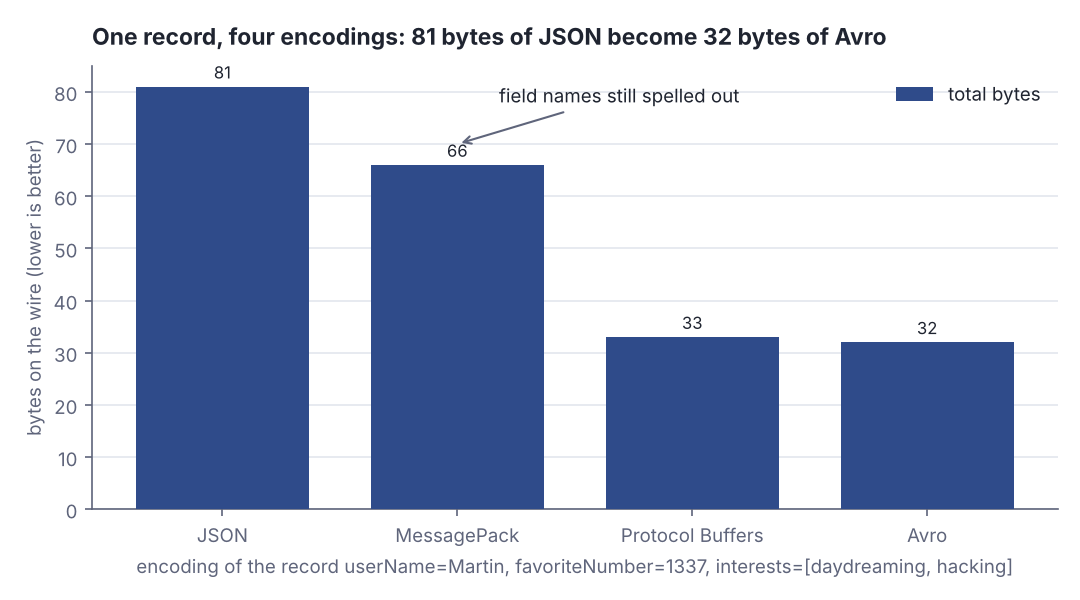 One record, four encodings: 81 bytes of JSON become 32 bytes of Avro
81
field names still spelled out
total bytes
66
33
32
bytes on the wire (lower is better)
80
70
60
50
40
30
20
10
0
JSON
MessagePack
Protocol Buffers
Avro
encoding of the record userName=Martin, favoriteNumber=1337, interests=[daydreaming, hacking]